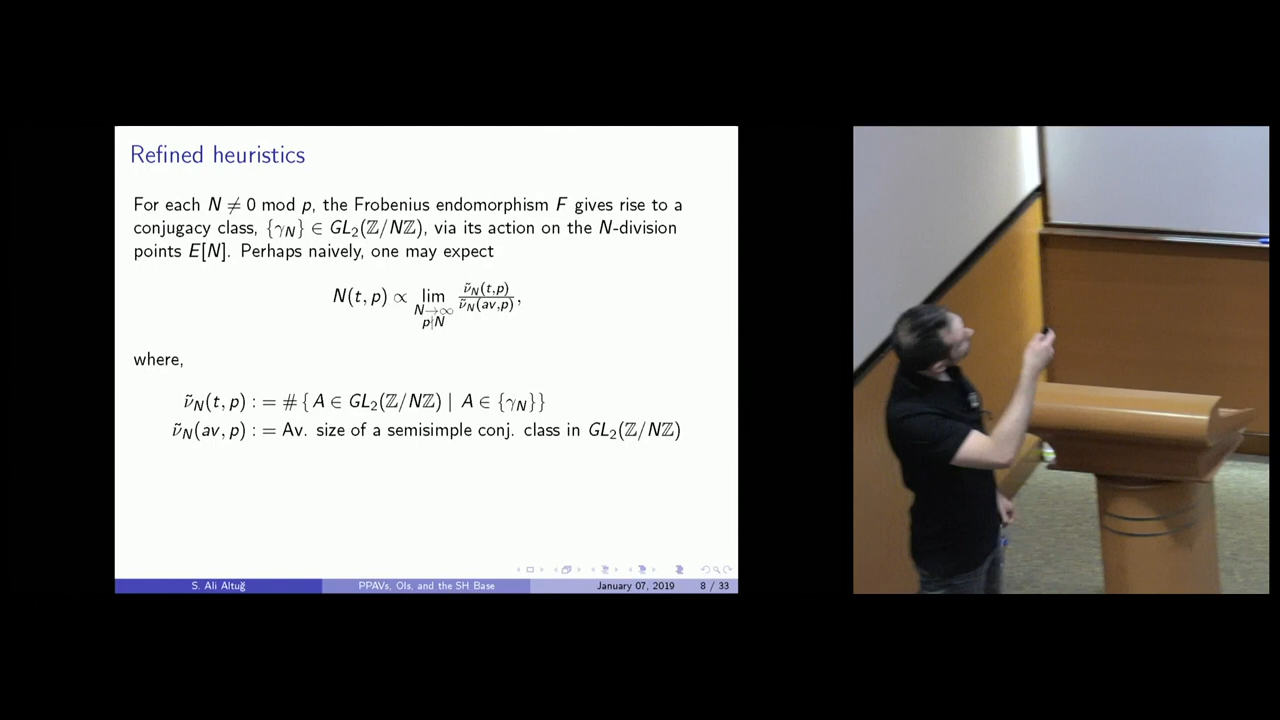 Refined heuristics
For each N ≠ 0 mod p, the Frobenius endomorphism F gives rise to a
conjugacy class, {γ_N} ∈ GL_2(ℤ/Nℤ), via its action on the N-division
points E[N]. Perhaps naively, one may expect
N(t, p) ∝ lim_{N→∞, p∤N} ν̃_N(t,p) / ν̃_N(av,p),
where,
ν̃_N(t, p) : = #{ A ∈ GL_2(ℤ/Nℤ) | A ∈ {γ_N}}
ν̃_N(av, p) : = Av. size of a semisimple conj. class in GL_2(ℤ/Nℤ)
S. Ali Altuğ PPAVs, OIs, and the SH Base January 07, 2019 8 / 33